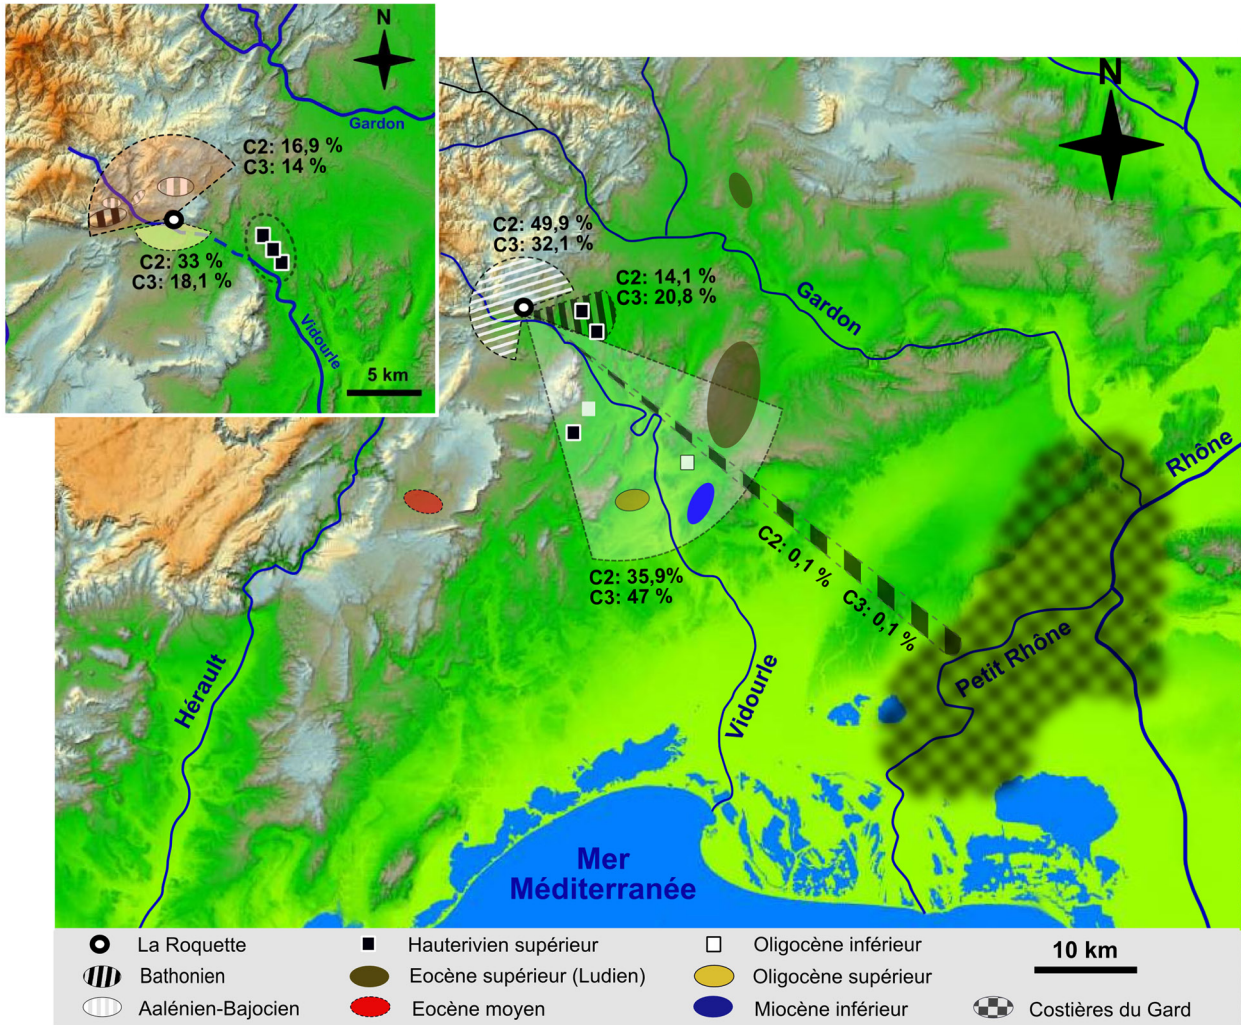 N
Gardon
C2: 16,9 %
C3: 14 %
C2: 33 %
C3: 18,1 %
Vidourle
5 km
N
C2: 49,9 %
C3: 32,1 %
C2: 14,1 %
C3: 20,8 %
Gardon
Rhône
C2: 0,1 %
C3: 0,1 %
C2: 35,9%
C3: 47 %
Petit Rhône
Hérault
Vidourle
Mer
Méditerranée
La Roquette
Hauterivien supérieur
Oligocène inférieur
10 km
Bathonien
Eocène supérieur (Ludien)
Oligocène supérieur
Aalénien-Bajocien
Eocène moyen
Miocène inférieur
Costières du Gard